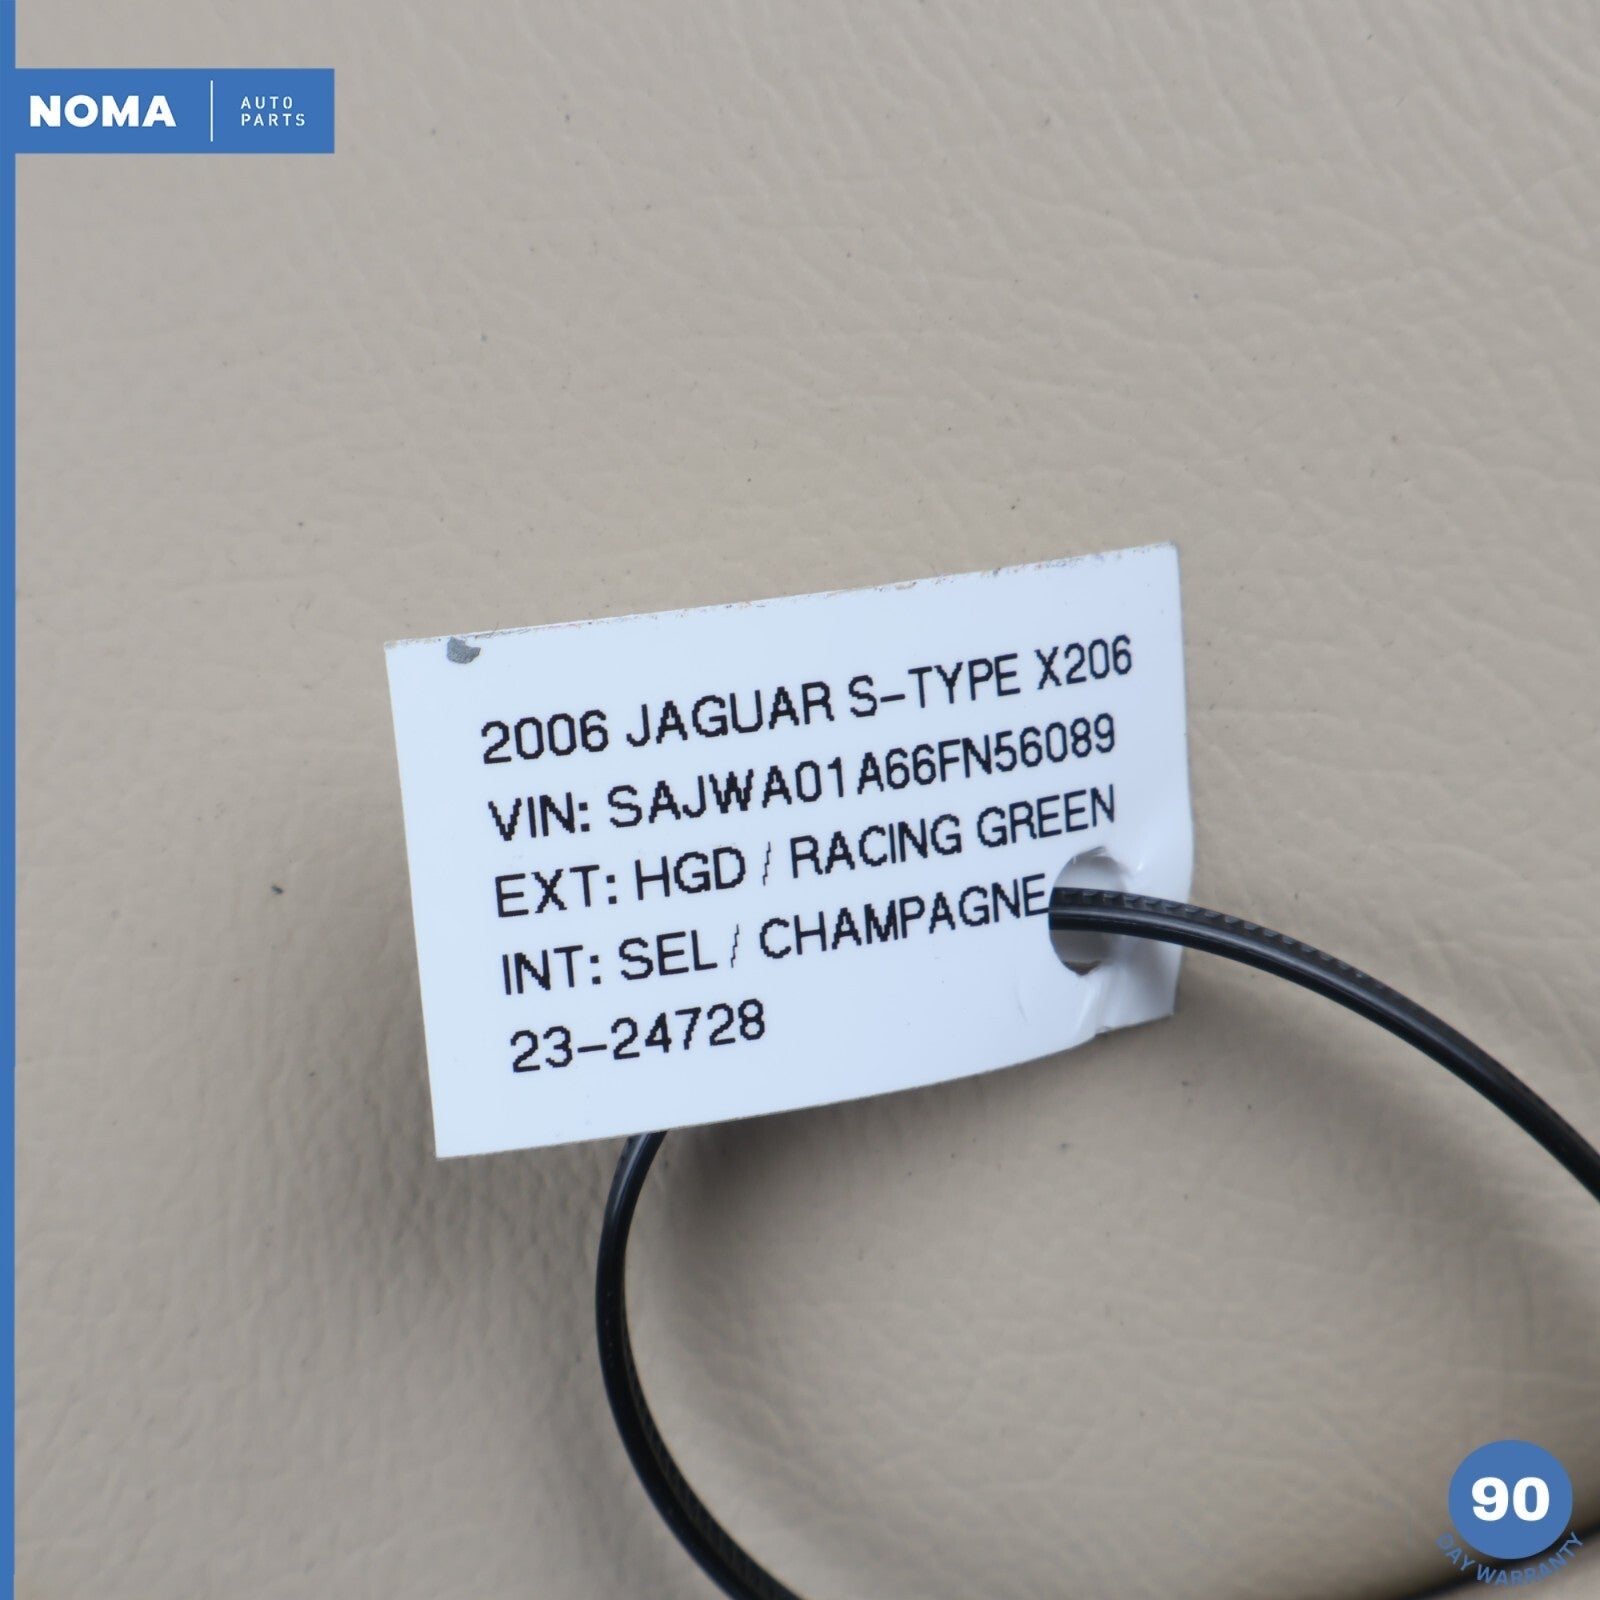 NOMA
AUTO
PARTS
2006 JAGUAR S-TYPE X206
VIN: SAJWA01A66FN56089
EXT: HGD / RACING GREEN
INT: SEL / CHAMPAGNE
23-24728
90
DAY WARRANTY